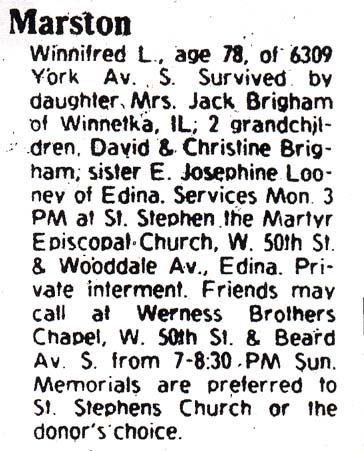 Marston
Winnifred L., age 78, of 6309
York Av. S. Survived by
daughter, Mrs. Jack Brigham
of Winnetka, IL; 2 grandchil-
dren, David & Christine Brig-
ham; sister E. Josephine Loo-
ney of Edina. Services Mon. 3
PM at St. Stephen the Martyr
Episcopal Church, W. 50th St.
& Wooddale Av., Edina. Pri-
vate interment. Friends may
call at Werness Brothers
Chapel, W. 50th St. & Beard
Av. S. from 7-8:30 PM Sun.
Memorials are preferred to
St. Stephens Church or the
donor's choice.